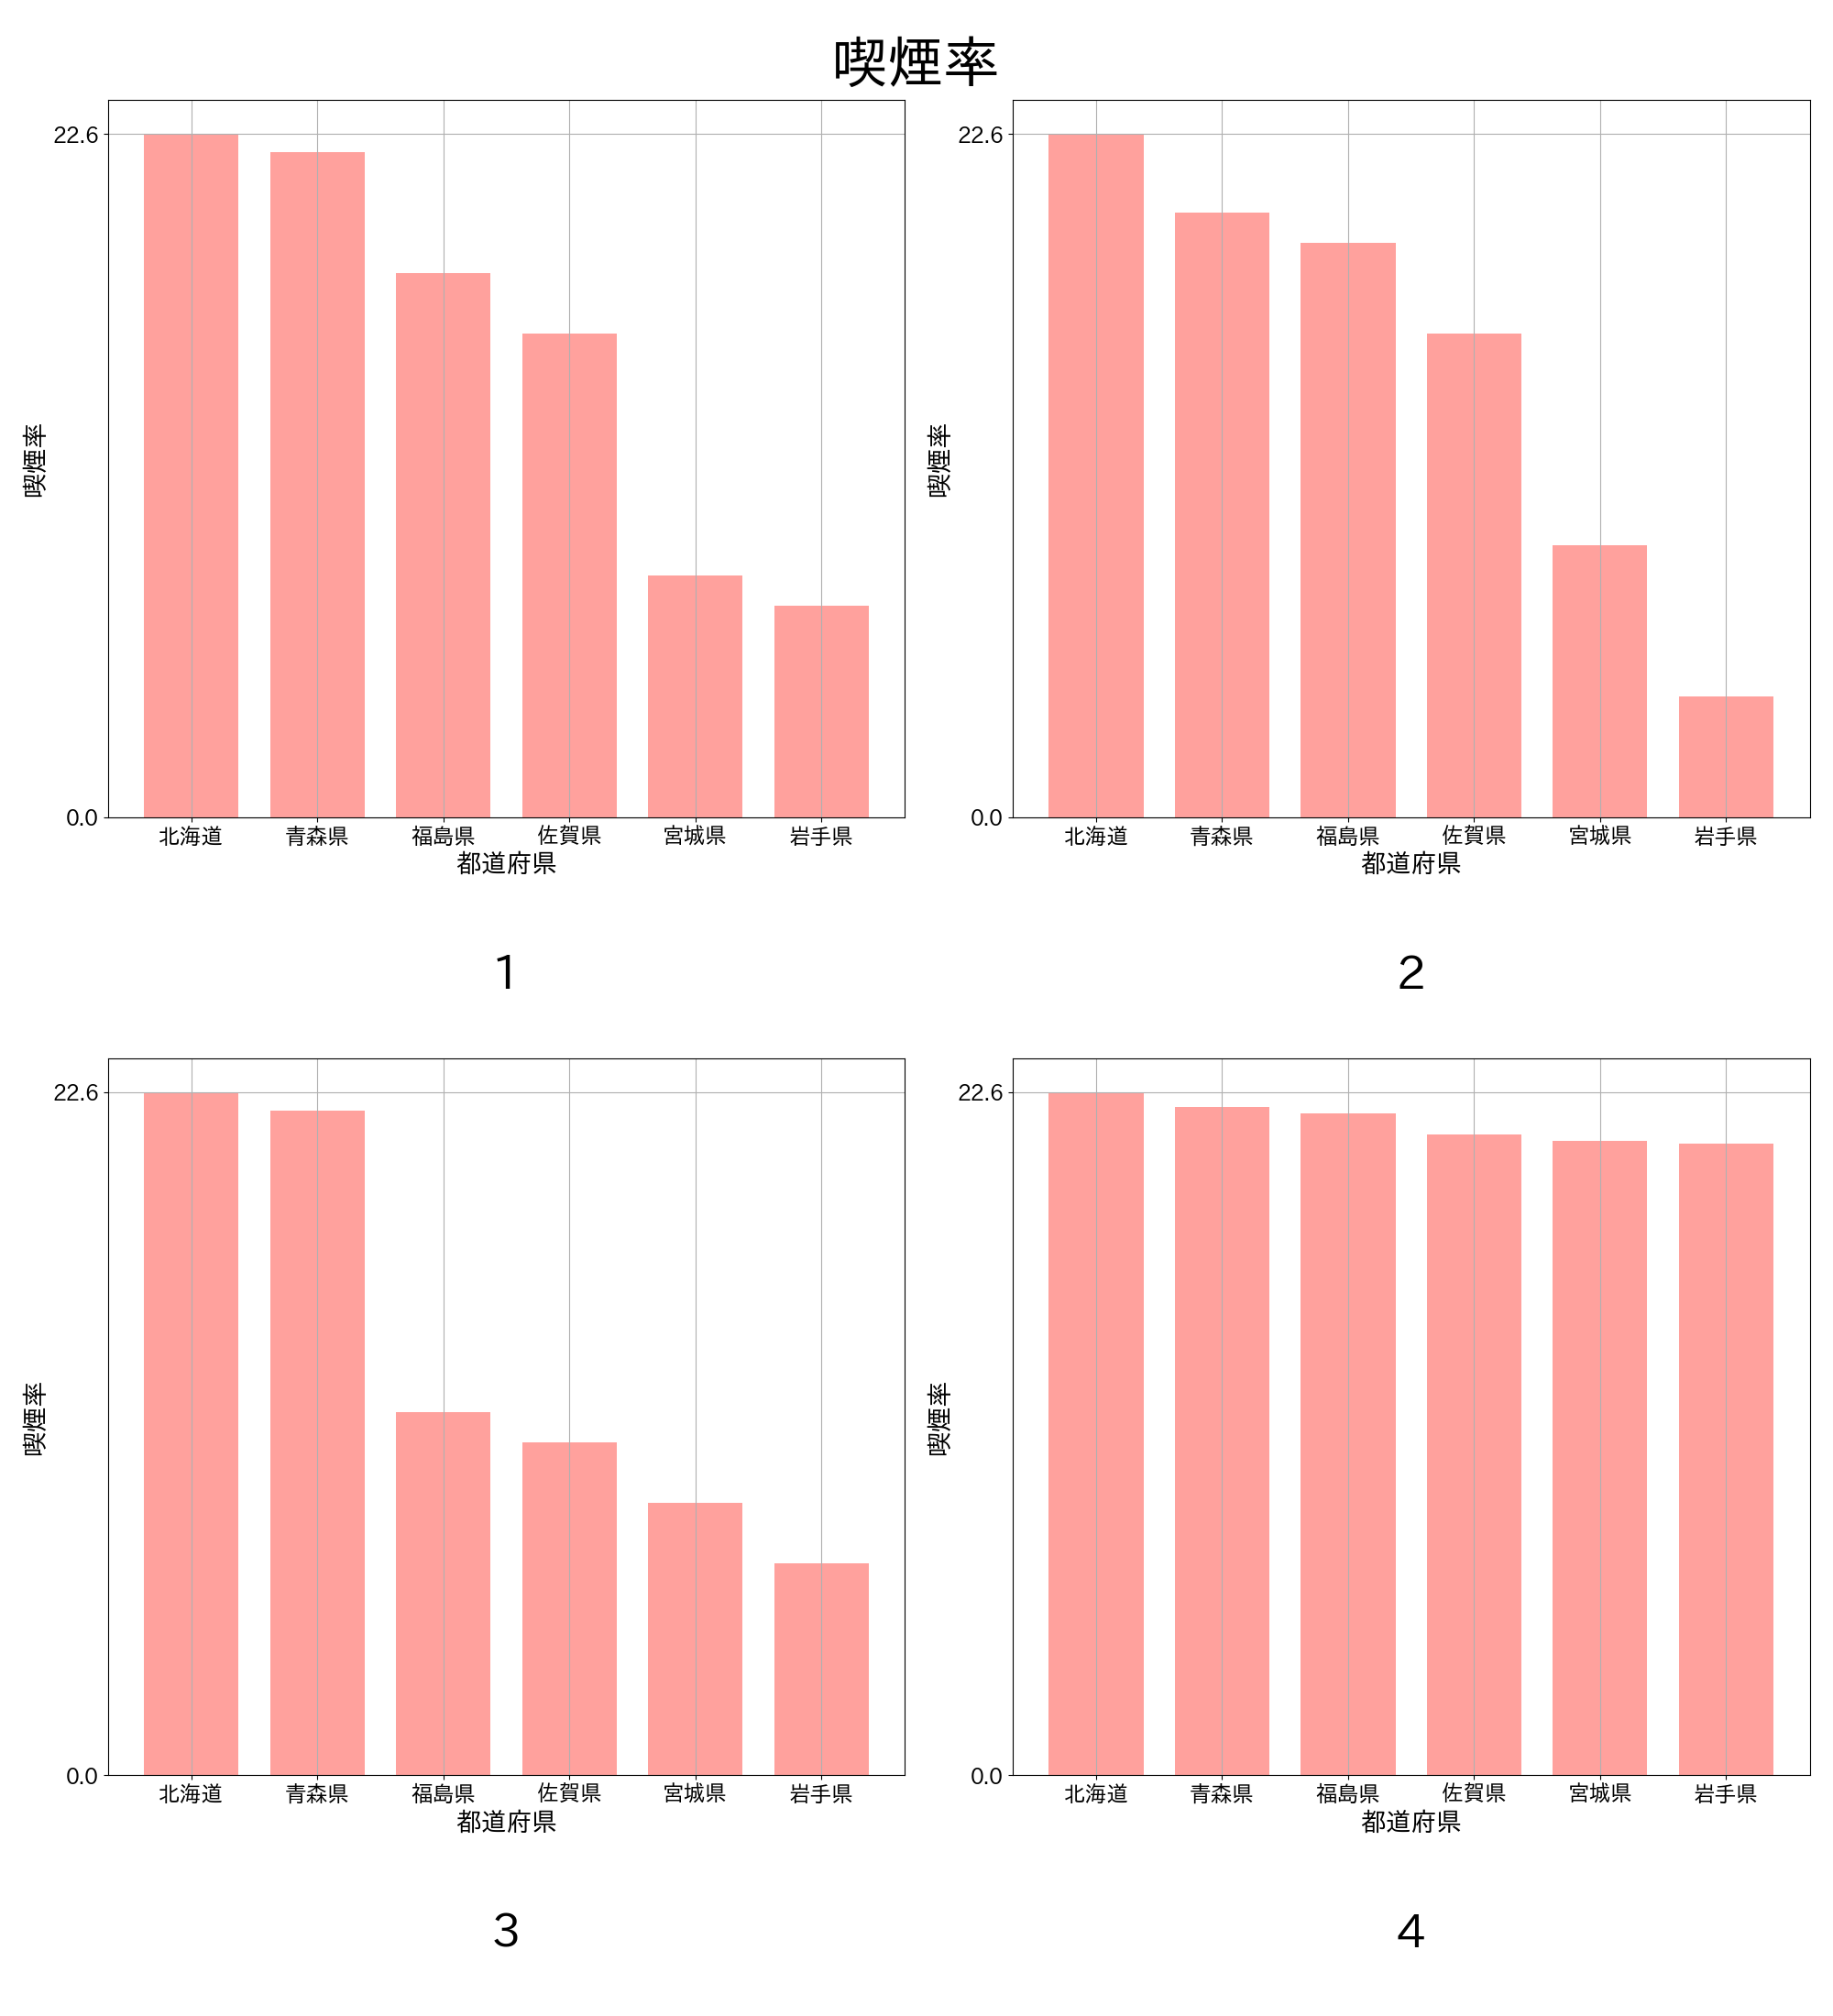 喫煙率
22.6
喫煙率
0.0
北海道 青森県 福島県 佐賀県 宮城県 岩手県
都道府県
1
22.6
喫煙率
0.0
北海道 青森県 福島県 佐賀県 宮城県 岩手県
都道府県
2
22.6
喫煙率
0.0
北海道 青森県 福島県 佐賀県 宮城県 岩手県
都道府県
3
22.6
喫煙率
0.0
北海道 青森県 福島県 佐賀県 宮城県 岩手県
都道府県
4